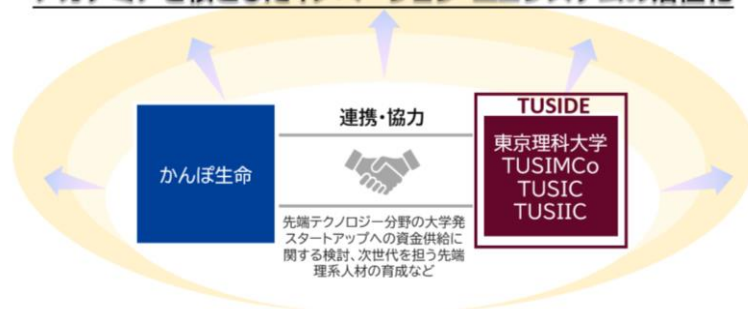 かんぽ生命
連携・協力
先端テクノロジー分野の大学発
スタートアップへの資金供給に
関する検討、次世代を担う先端
理系人材の育成など
TUSIDE
東京理科大学
TUSIMCo
TUSIC
TUSIIC